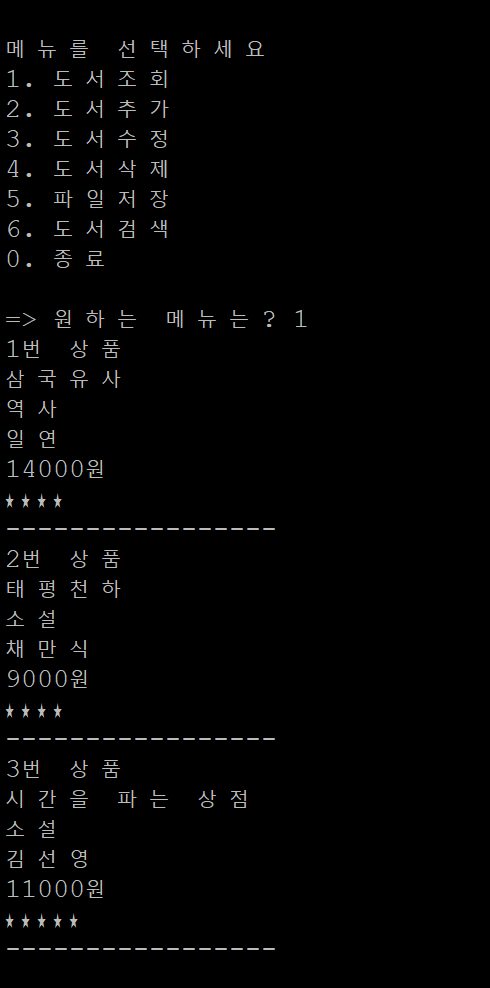 메뉴를 선택하세요
1. 도서조회
2. 도서추가
3. 도서수정
4. 도서삭제
5. 파일저장
6. 도서검색
0. 종료
=> 원하는 메뉴는? 1
1번 상품
삼국유사
역사
일연
14000원
★★★★
-----------------
2번 상품
태평천하
소설
채만식
9000원
★★★★
-----------------
3번 상품
시간을 파는 상점
소설
김선영
11000원
★★★★★
-----------------